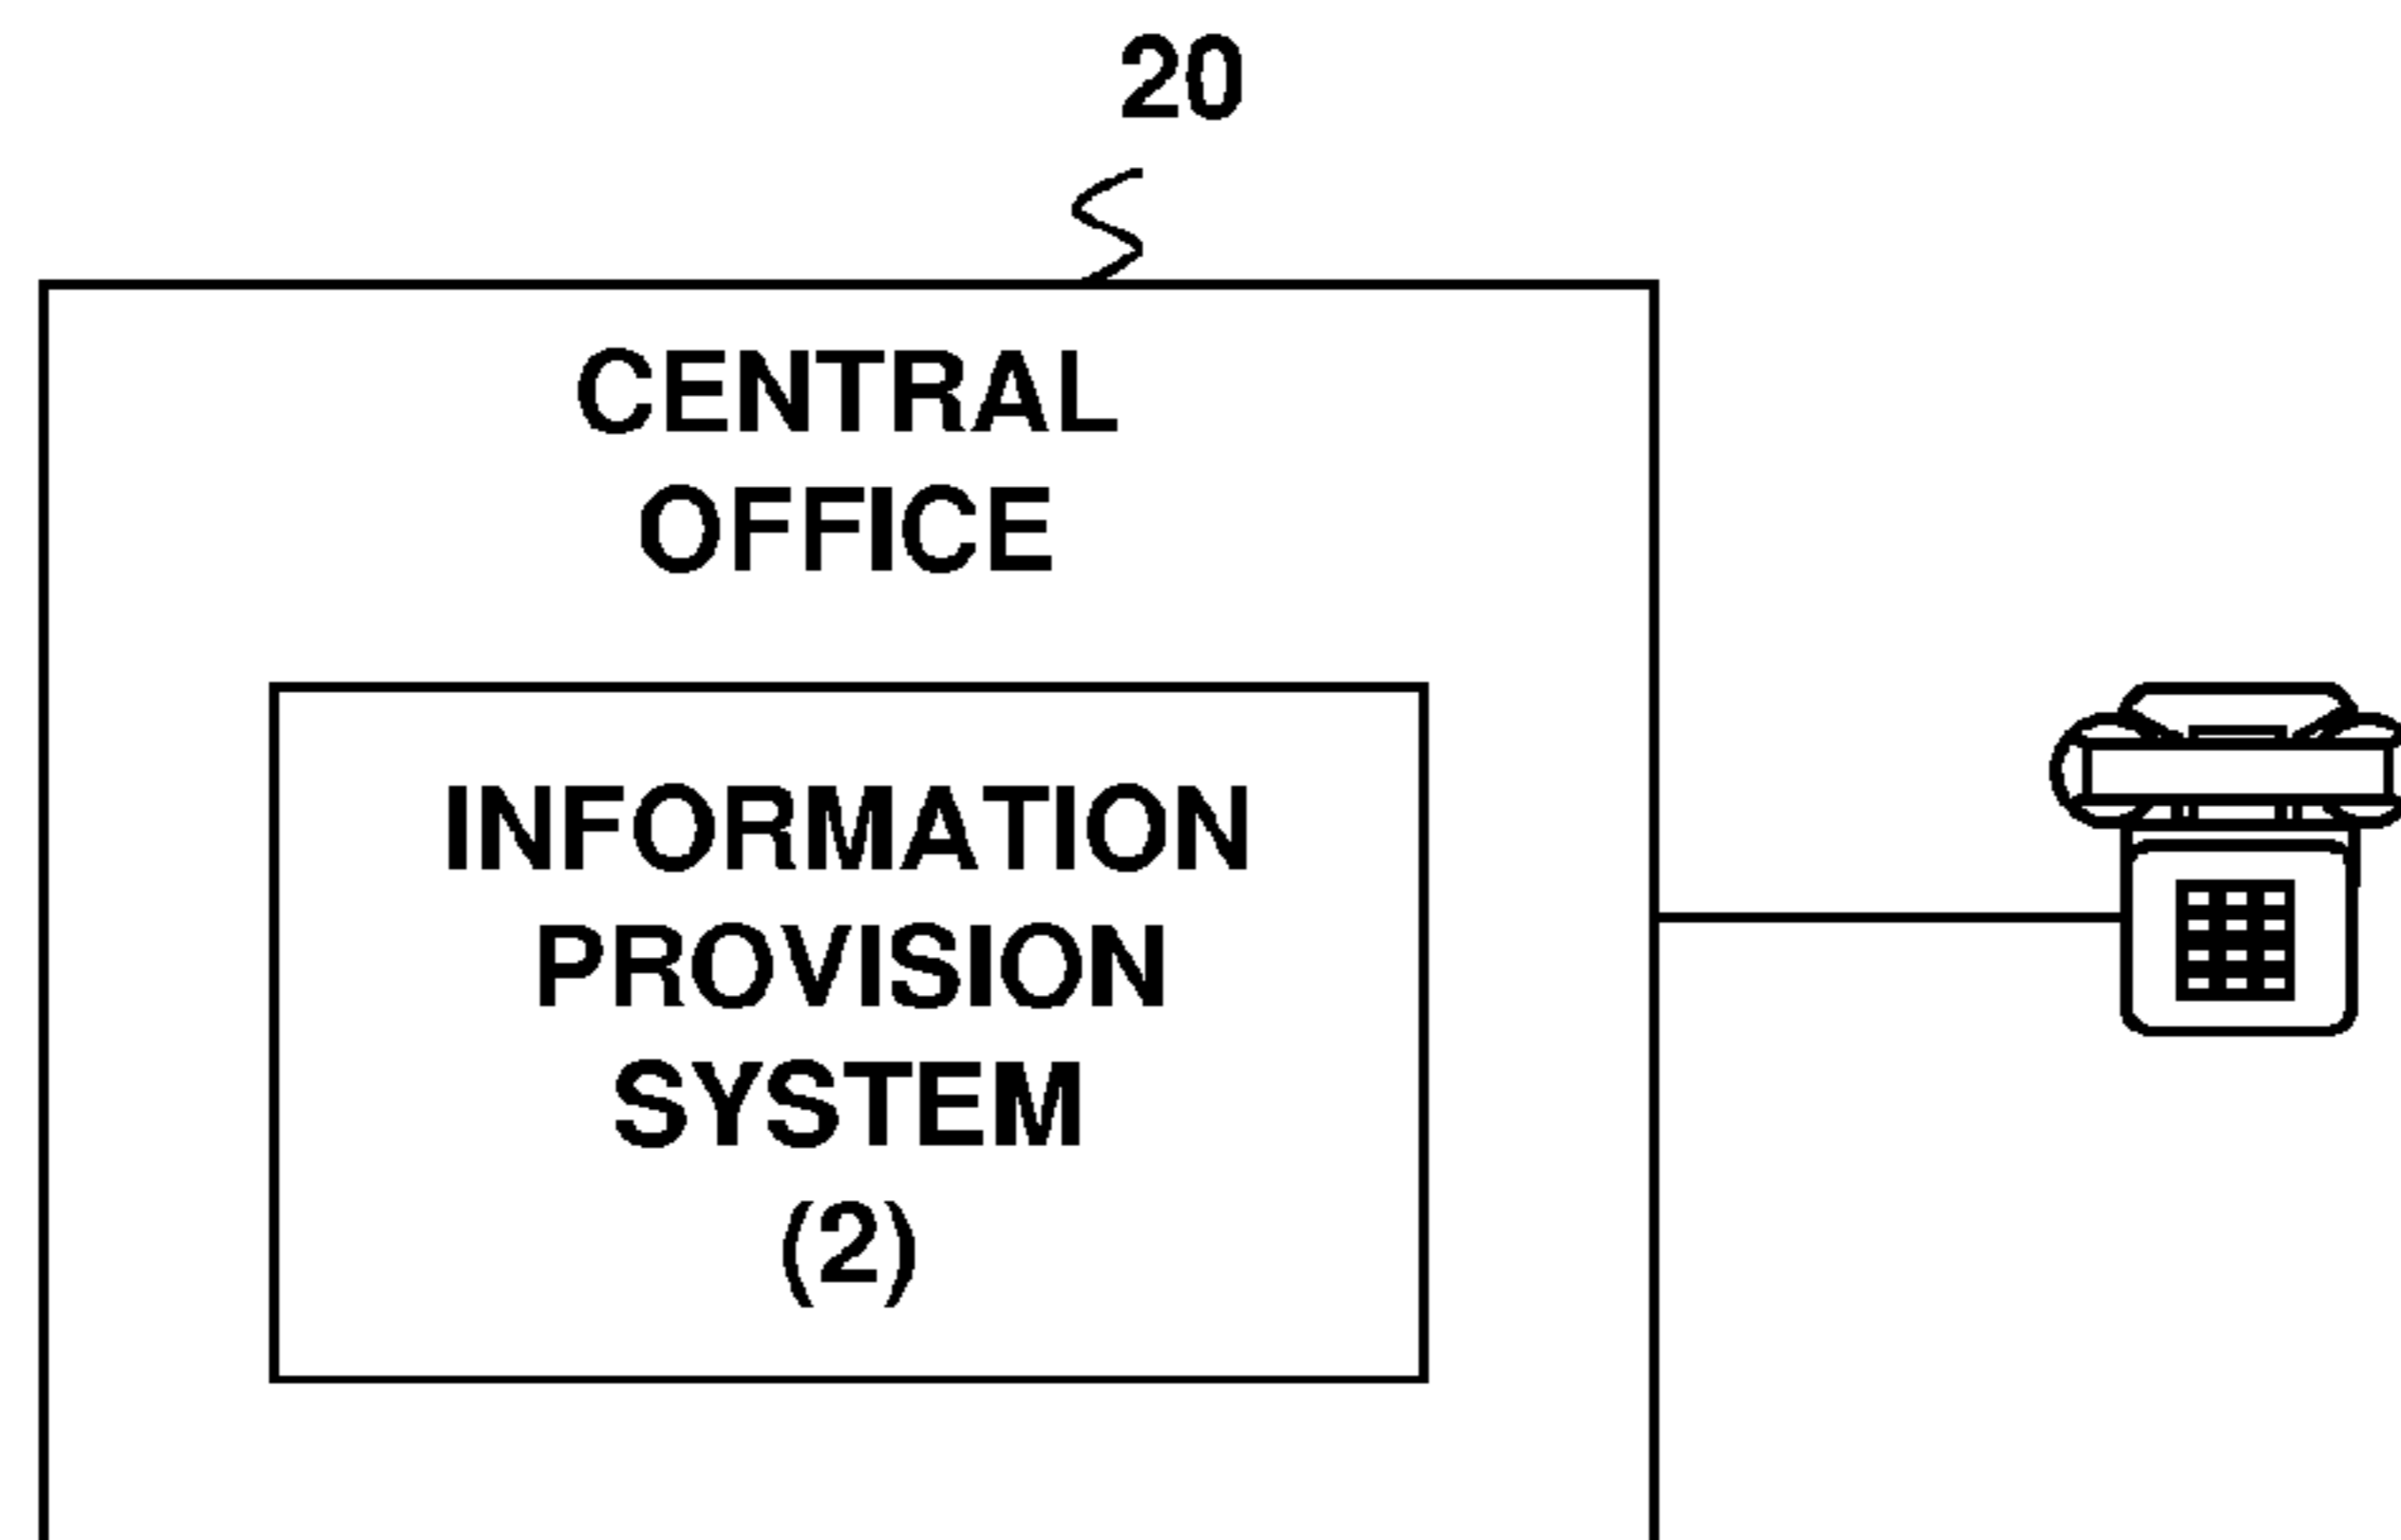 20
CENTRAL
OFFICE
INFORMATION
PROVISION
SYSTEM
(2)